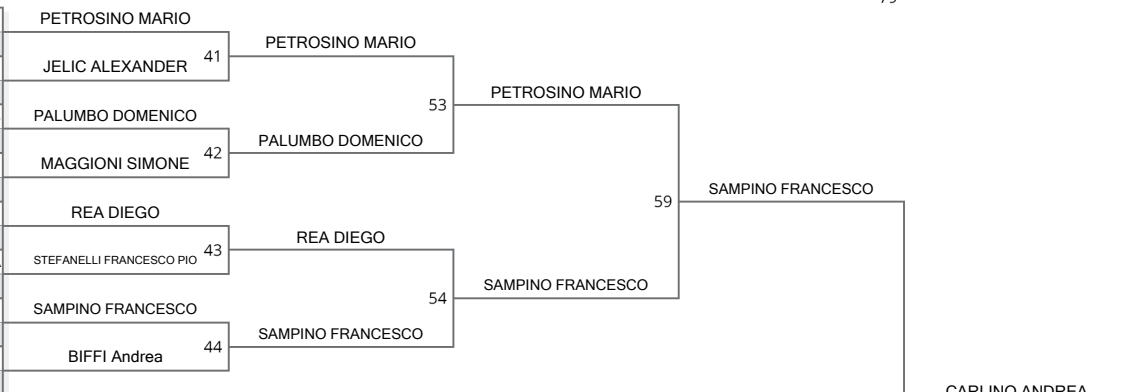 PETROSINO MARIO
JELIC ALEXANDER
41
PETROSINO MARIO
PALUMBO DOMENICO
MAGGIONI SIMONE
42
PALUMBO DOMENICO
53
PETROSINO MARIO
REA DIEGO
STEFANELLI FRANCESCO PIO
43
REA DIEGO
SAMPINO FRANCESCO
BIFFI Andrea
44
SAMPINO FRANCESCO
54
SAMPINO FRANCESCO
59
SAMPINO FRANCESCO
CARLINO ANDREA